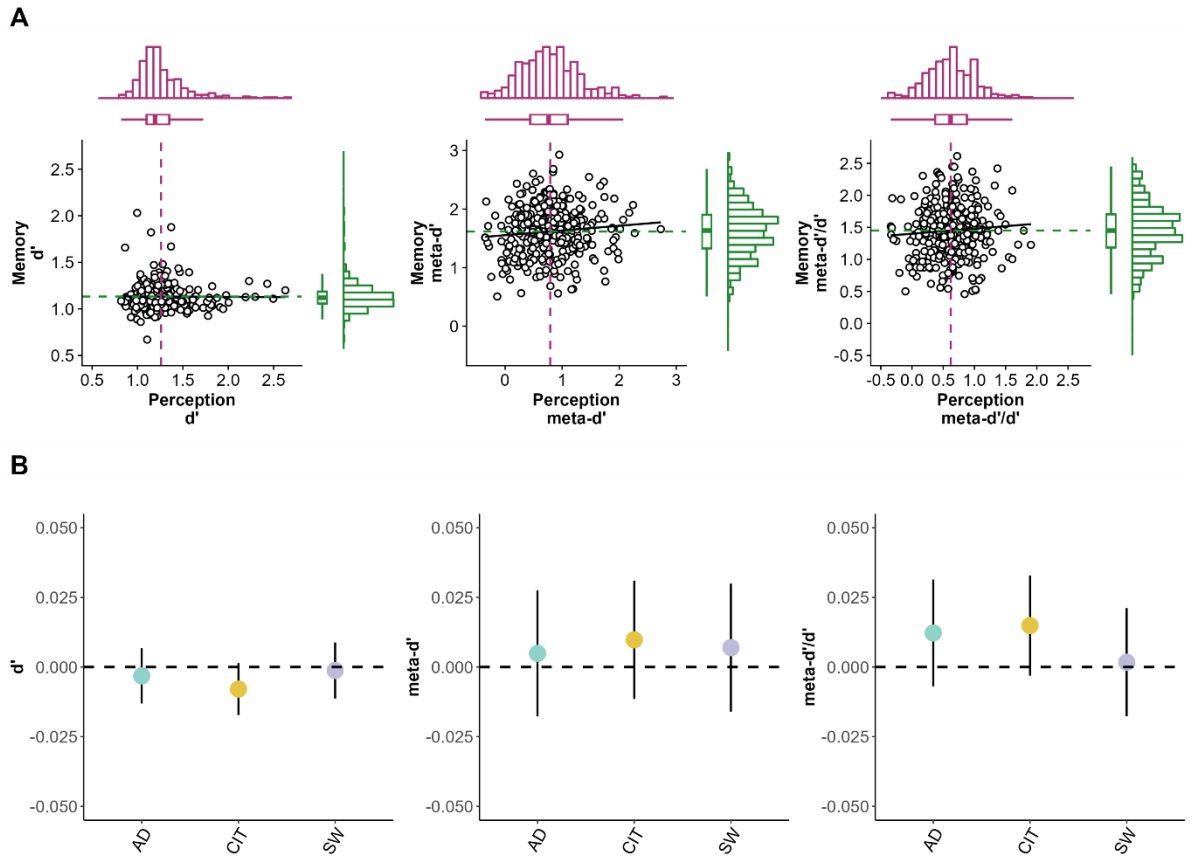 A
Memory
d'
2.5
2.0
1.5
1.0
0.5
0.5 1.0 1.5 2.0 2.5
Perception
d'
Memory
meta-d'
3
2
1
0
0 1 2 3
Perception
meta-d'
Memory
meta-d'/d'
2.5
2.0
1.5
1.0
0.5
0.0
-0.5
-0.5 0.0 0.5 1.0 1.5 2.0 2.5
Perception
meta-d'/d'
B
d'
0.050
0.025
0.000
-0.025
-0.050
AD CIT SW
meta-d'
0.050
0.025
0.000
-0.025
-0.050
AD CIT SW
meta-d'/d'
0.050
0.025
0.000
-0.025
-0.050
AD CIT SW